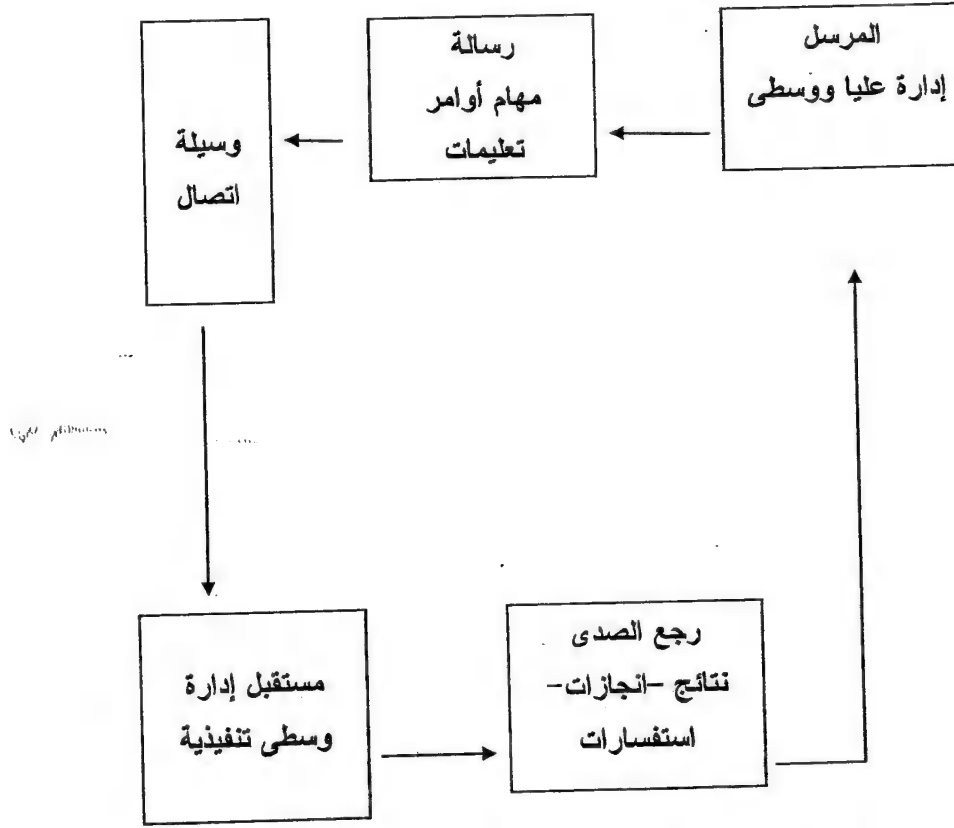 المرسل
إدارة عليا ووسطى
رسالة
مهام أوامر
تعليمات
وسيلة
اتصال
مستقبل إدارة
وسطى تنفيذية
رجع الصدى
نتائج –انجازات–
استفسارات